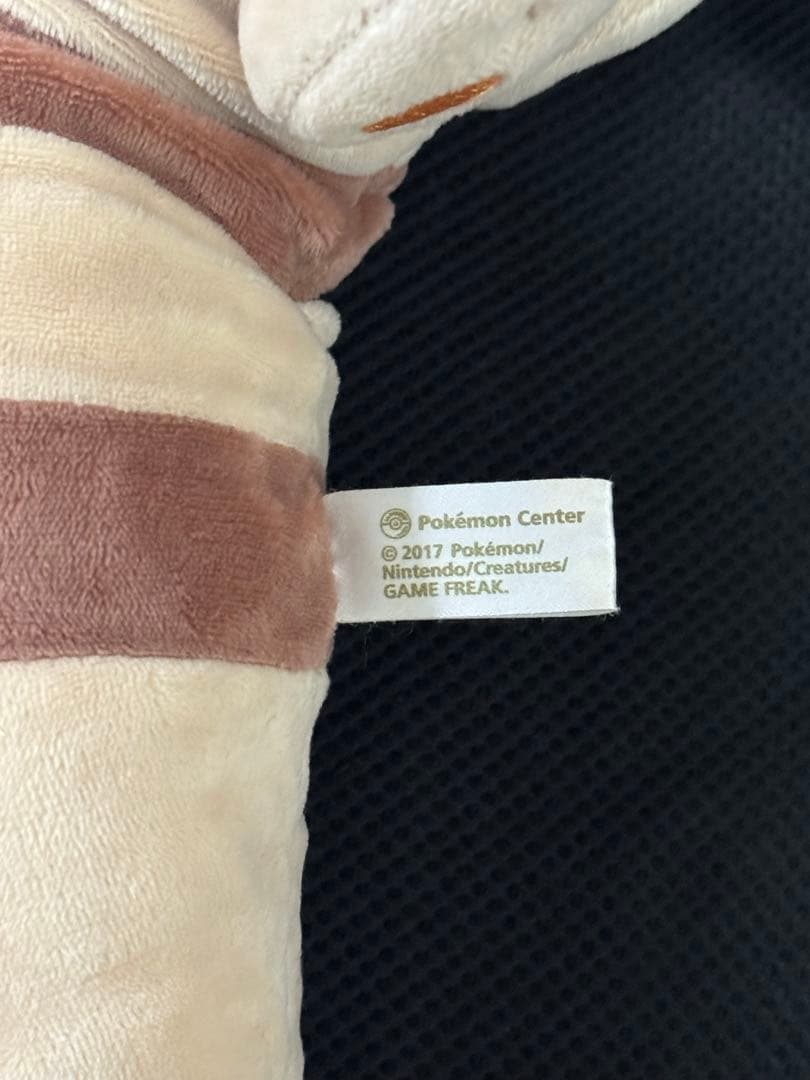 Pokémon Center
© 2017 Pokémon/
Nintendo/Creatures/
GAME FREAK.